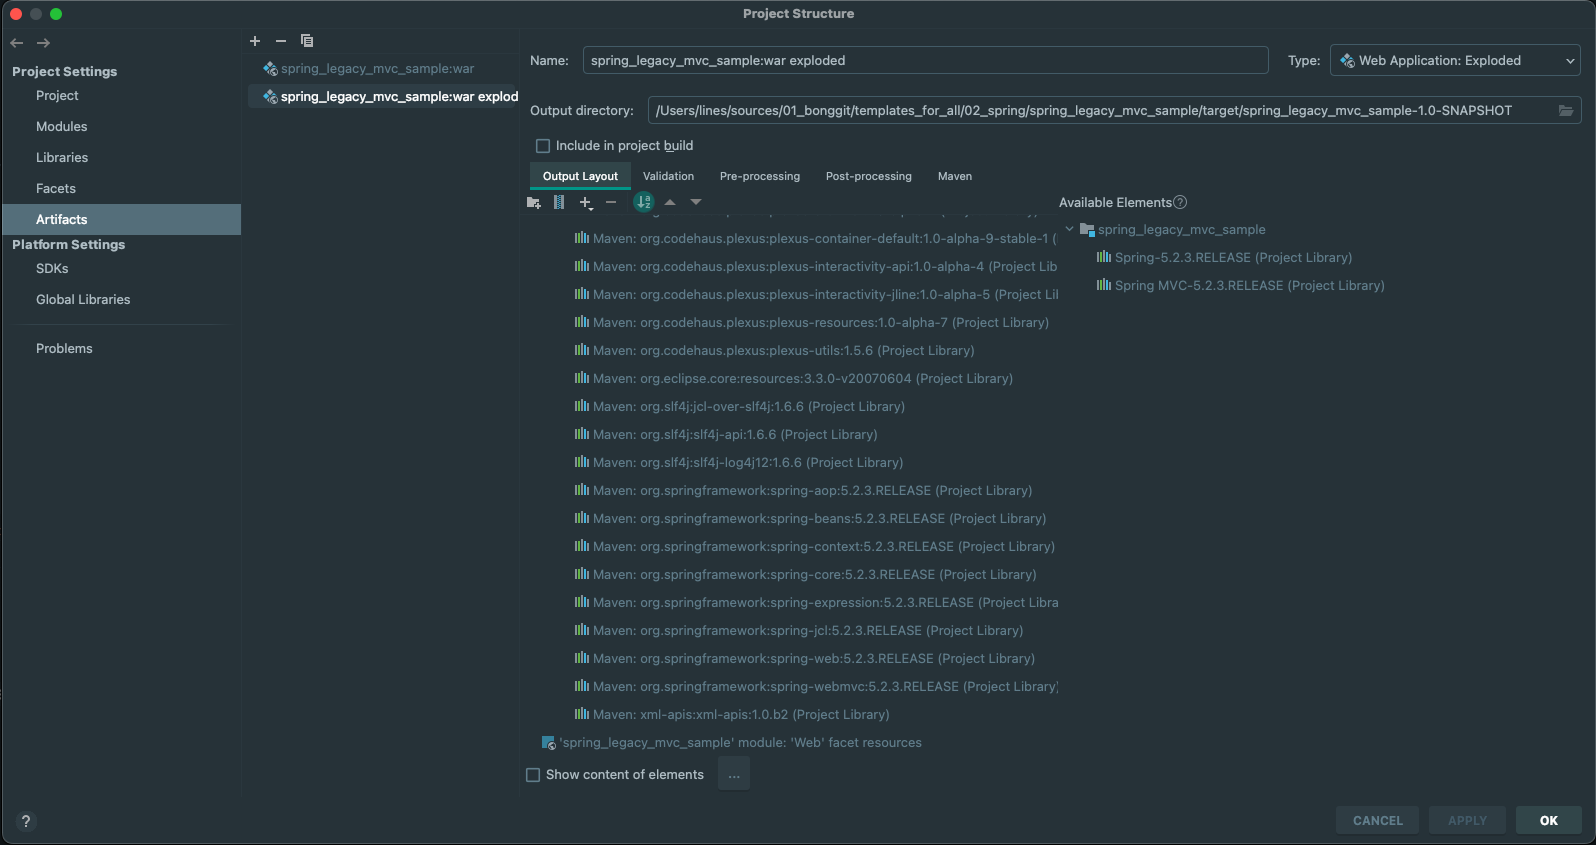 Project Structure
Project Settings
Project
Modules
Libraries
Facets
Artifacts
Platform Settings
SDKs
Global Libraries
Problems
spring_legacy_mvc_sample:war
spring_legacy_mvc_sample:war explod
Name: spring_legacy_mvc_sample:war exploded Type: Web Application: Exploded
Output directory: /Users/lines/sources/01_bonggit/templates_for_all/02_spring/spring_legacy_mvc_sample/target/spring_legacy_mvc_sample-1.0-SNAPSHOT
Include in project build
Output Layout Validation Pre-processing Post-processing Maven
Maven: org.codehaus.plexus:plexus-container-default:1.0-alpha-9-stable-1 (
Maven: org.codehaus.plexus:plexus-interactivity-api:1.0-alpha-4 (Project Lib
Maven: org.codehaus.plexus:plexus-interactivity-jline:1.0-alpha-5 (Project Li
Maven: org.codehaus.plexus:plexus-resources:1.0-alpha-7 (Project Library)
Maven: org.codehaus.plexus:plexus-utils:1.5.6 (Project Library)
Maven: org.eclipse.core:resources:3.3.0-v20070604 (Project Library)
Maven: org.slf4j:jcl-over-slf4j:1.6.6 (Project Library)
Maven: org.slf4j:slf4j-api:1.6.6 (Project Library)
Maven: org.slf4j:slf4j-log4j12:1.6.6 (Project Library)
Maven: org.springframework:spring-aop:5.2.3.RELEASE (Project Library)
Maven: org.springframework:spring-beans:5.2.3.RELEASE (Project Library)
Maven: org.springframework:spring-context:5.2.3.RELEASE (Project Library)
Maven: org.springframework:spring-core:5.2.3.RELEASE (Project Library)
Maven: org.springframework:spring-expression:5.2.3.RELEASE (Project Libra
Maven: org.springframework:spring-jcl:5.2.3.RELEASE (Project Library)
Maven: org.springframework:spring-web:5.2.3.RELEASE (Project Library)
Maven: org.springframework:spring-webmvc:5.2.3.RELEASE (Project Library)
Maven: xml-apis:xml-apis:1.0.b2 (Project Library)
'spring_legacy_mvc_sample' module: 'Web' facet resources
Show content of elements ...
Available Elements ?
spring_legacy_mvc_sample
Spring-5.2.3.RELEASE (Project Library)
Spring MVC-5.2.3.RELEASE (Project Library)
? CANCEL APPLY OK